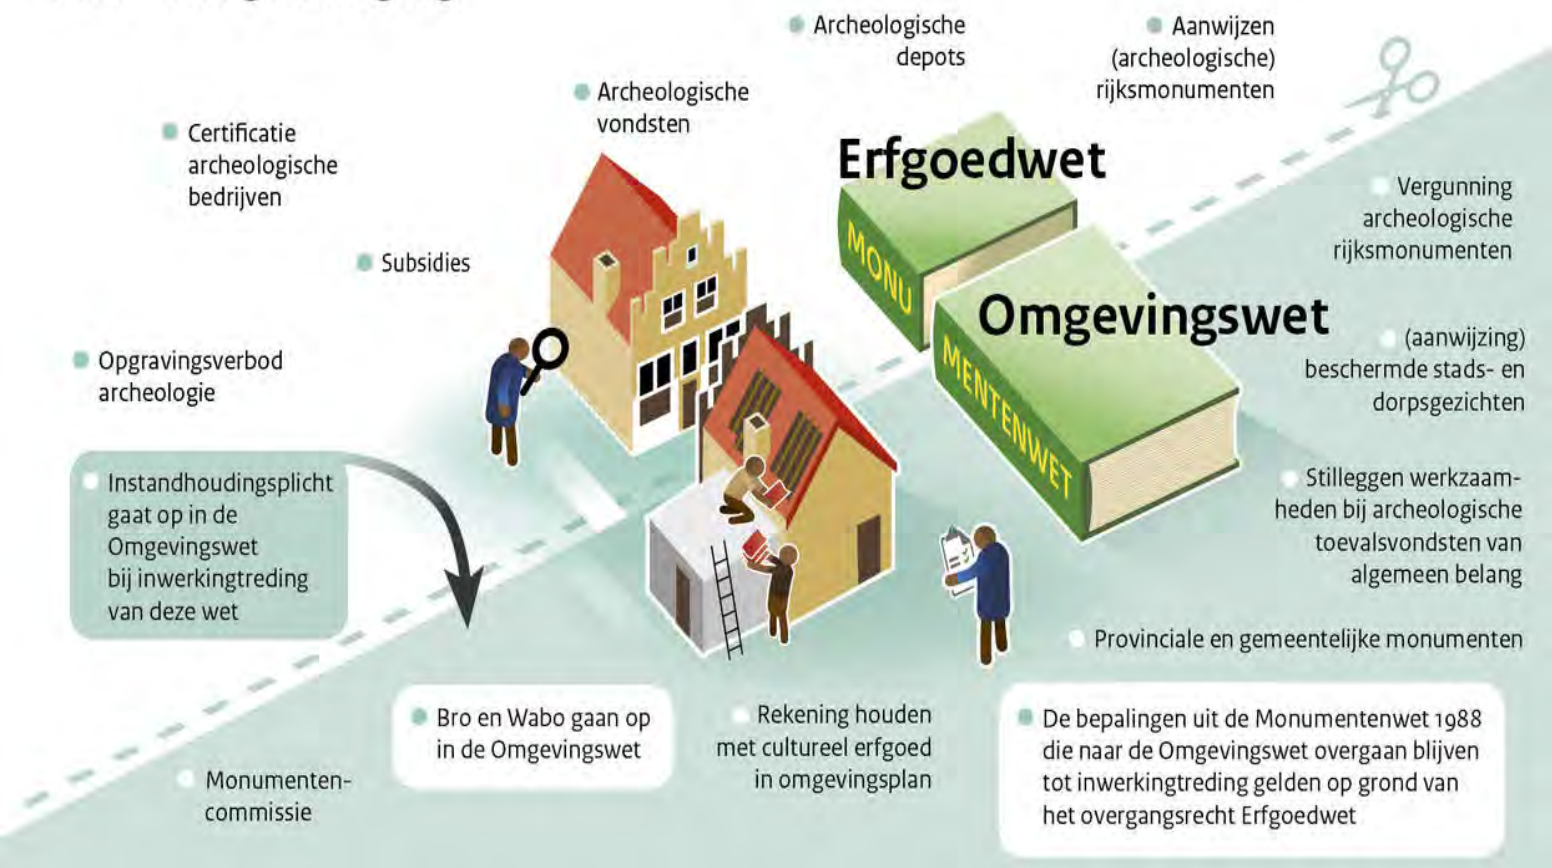 Archeologische
depots
Aanwijzen
(archeologische)
rijksmonumenten
Archeologische
vondsten
Certificatie
archeologische
bedrijven
Erfgoedwet
MONU
Vergunning
archeologische
rijksmonumenten
Subsidies
Omgevingswet
MENTENWET
(aanwijzing)
beschermde stads- en
dorpsgezichten
Opgravingsverbod
archeologie
Instandhoudingsplicht
gaat op in de
Omgevingswet
bij inwerkingtreding
van deze wet
Stilleggen werkzaam-
heden bij archeologische
toevalsvondsten van
algemeen belang
Provinciale en gemeentelijke monumenten
Bro en Wabo gaan op
in de Omgevingswet
Rekening houden
met cultureel erfgoed
in omgevingsplan
De bepalingen uit de Monumentenwet 1988
die naar de Omgevingswet overgaan blijven
tot inwerkingtreding gelden op grond van
het overgangsrecht Erfgoedwet
Monumenten-
commissie